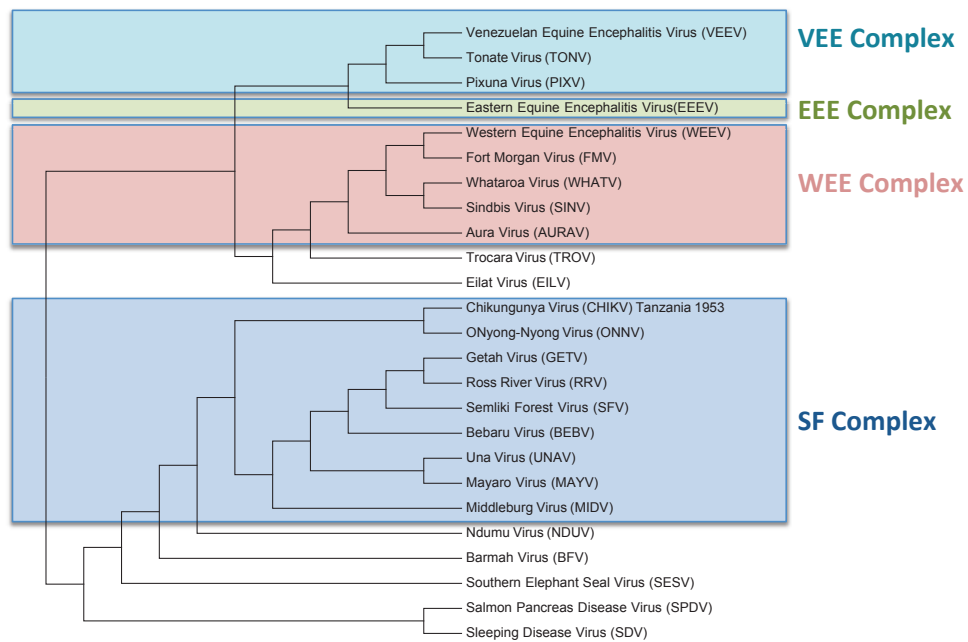 Venezuelan Equine Encephalitis Virus (VEEV)
VEE Complex
Tonate Virus (TONV)
Pixuna Virus (PIXV)
Eastern Equine Encephalitis Virus(EEEV)
EEE Complex
Western Equine Encephalitis Virus (WEEV)
Fort Morgan Virus (FMV)
Whataroa Virus (WHATV)
WEE Complex
Sindbis Virus (SINV)
Aura Virus (AURAV)
Trocara Virus (TROV)
Eilat Virus (EILV)
Chikungunya Virus (CHIKV) Tanzania 1953
ONyong-Nyong Virus (ONNV)
Getah Virus (GETV)
Ross River Virus (RRV)
Semliki Forest Virus (SFV)
SF Complex
Bebaru Virus (BEBV)
Una Virus (UNAV)
Mayaro Virus (MAYV)
Middleburg Virus (MIDV)
Ndumu Virus (NDUV)
Barmah Virus (BFV)
Southern Elephant Seal Virus (SESV)
Salmon Pancreas Disease Virus (SPDV)
Sleeping Disease Virus (SDV)